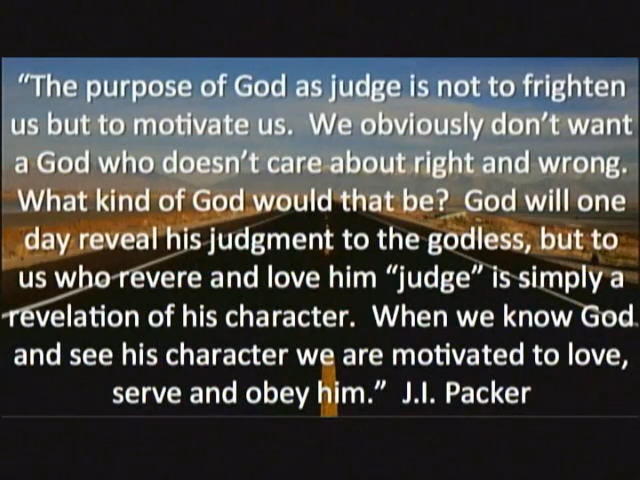 “The purpose of God as judge is not to frighten
us but to motivate us.  We obviously don’t want
a God who doesn’t care about right and wrong.
What kind of God would that be?  God will one
day reveal his judgment to the godless, but to
us who revere and love him “judge” is simply a
revelation of his character.  When we know God
and see his character we are motivated to love,
serve and obey him.”  J.I. Packer